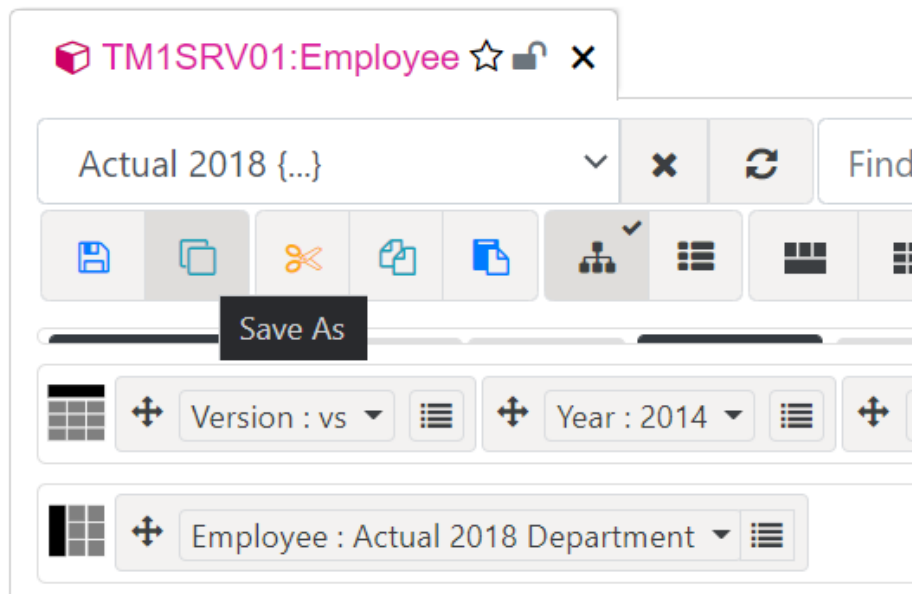 TM1SRV01:Employee
Actual 2018 {...}
Find
Save As
Version : vs
Year : 2014
Employee : Actual 2018 Department